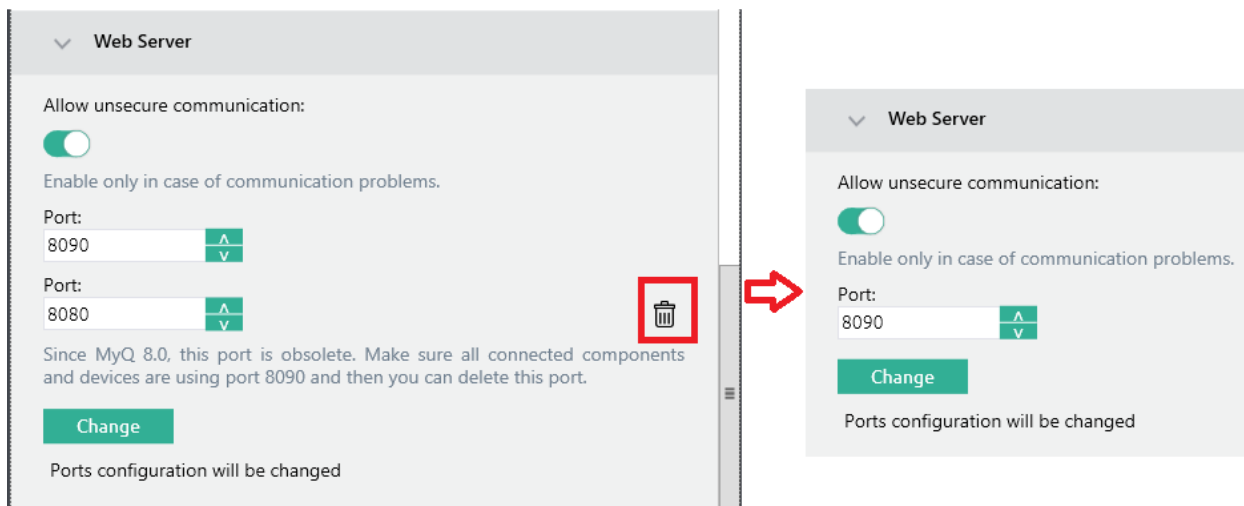 Web Server
Allow unsecure communication:
Enable only in case of communication problems.
Port:
8090
Port:
8080
Since MyQ 8.0, this port is obsolete. Make sure all connected components
and devices are using port 8090 and then you can delete this port.
Change
Ports configuration will be changed
Web Server
Allow unsecure communication:
Enable only in case of communication problems.
Port:
8090
Change
Ports configuration will be changed